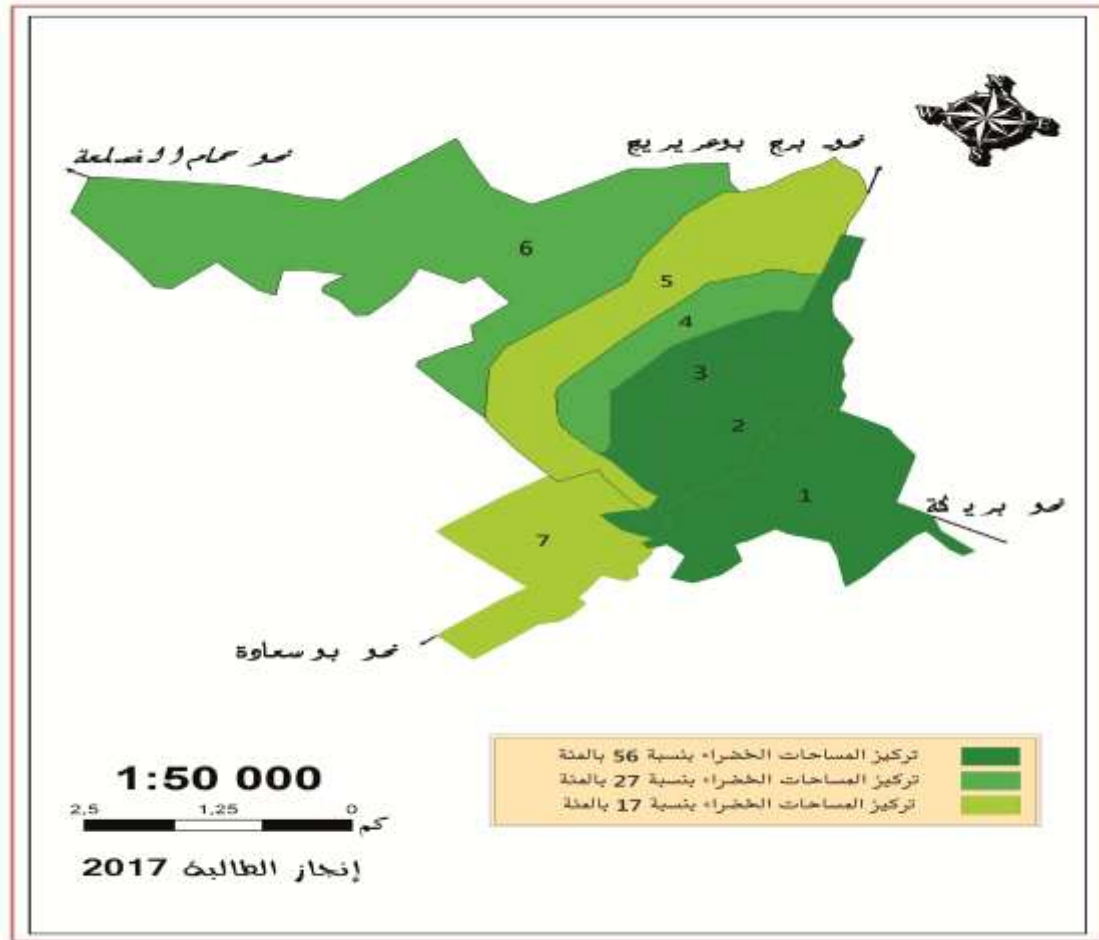 نحو حمام الضلعة
نحو برج بوعريريج
N
W
E
S
6
5
4
3
2
1
نحو بريكة
7
نحو بوسعادة
تركيز المساحات الخضراء بنسبة 56 بالمئة
تركيز المساحات الخضراء بنسبة 27 بالمئة
تركيز المساحات الخضراء بنسبة 17 بالمئة
1:50 000
2,5 1,25 0
كم
إنجاز الطالبة 2017